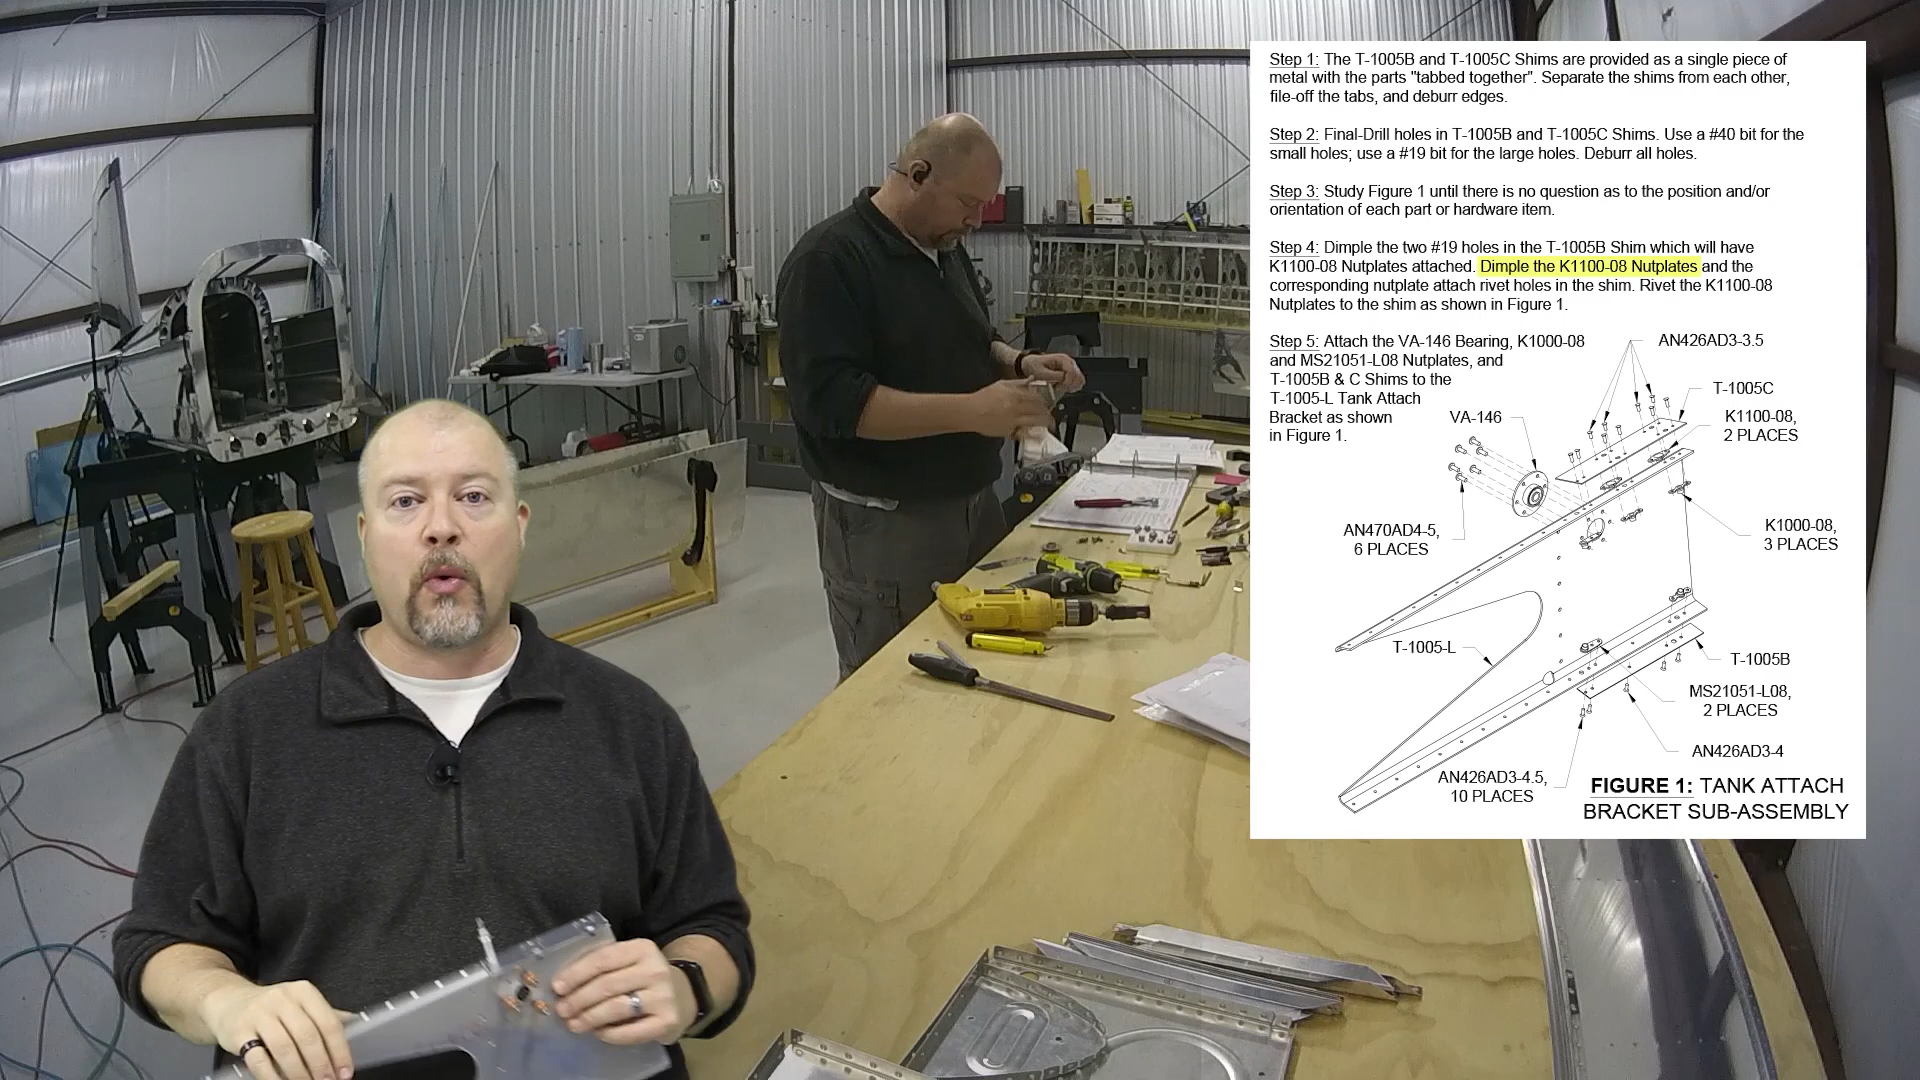 Step 1: The T-1005B and T-1005C Shims are provided as a single piece of
metal with the parts "tabbed together". Separate the shims from each other,
file-off the tabs, and deburr edges.
Step 2: Final-Drill holes in T-1005B and T-1005C Shims. Use a #40 bit for the
small holes; use a #19 bit for the large holes. Deburr all holes.
Step 3: Study Figure 1 until there is no question as to the position and/or
orientation of each part or hardware item.
Step 4: Dimple the two #19 holes in the T-1005B Shim which will have
K1100-08 Nutplates attached. Dimple the K1100-08 Nutplates and the
corresponding nutplate attach rivet holes in the shim. Rivet the K1100-08
Nutplates to the shim as shown in Figure 1.
Step 5: Attach the VA-146 Bearing, K1000-08
and MS21051-L08 Nutplates, and
T-1005B & C Shims to the
T-1005-L Tank Attach
Bracket as shown
in Figure 1.
AN426AD3-3.5
T-1005C
VA-146
K1100-08,
2 PLACES
AN470AD4-5,
6 PLACES
K1000-08,
3 PLACES
T-1005-L
T-1005B
MS21051-L08,
2 PLACES
AN426AD3-4
AN426AD3-4.5,
10 PLACES
FIGURE 1: TANK ATTACH
BRACKET SUB-ASSEMBLY